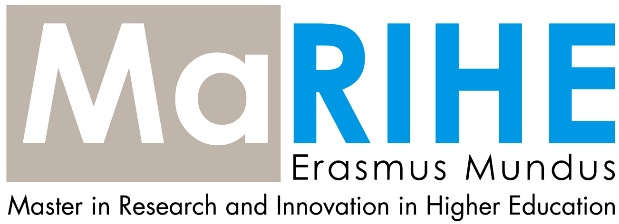 MaRIHE
Erasmus Mundus
Master in Research and Innovation in Higher Education